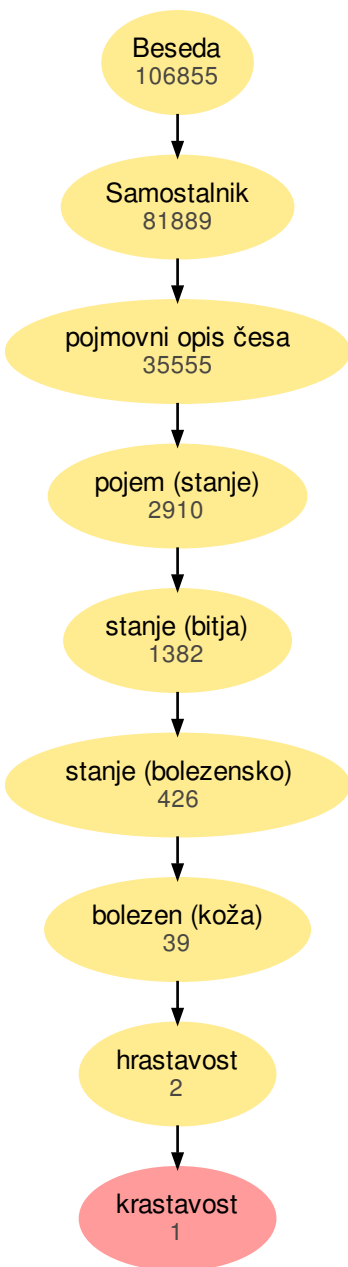 Beseda
106855
Samostalnik
81889
pojmovni opis česa
35555
pojem (stanje)
2910
stanje (bitja)
1382
stanje (bolezensko)
426
bolezen (koža)
39
hrastavost
2
krastavost
1